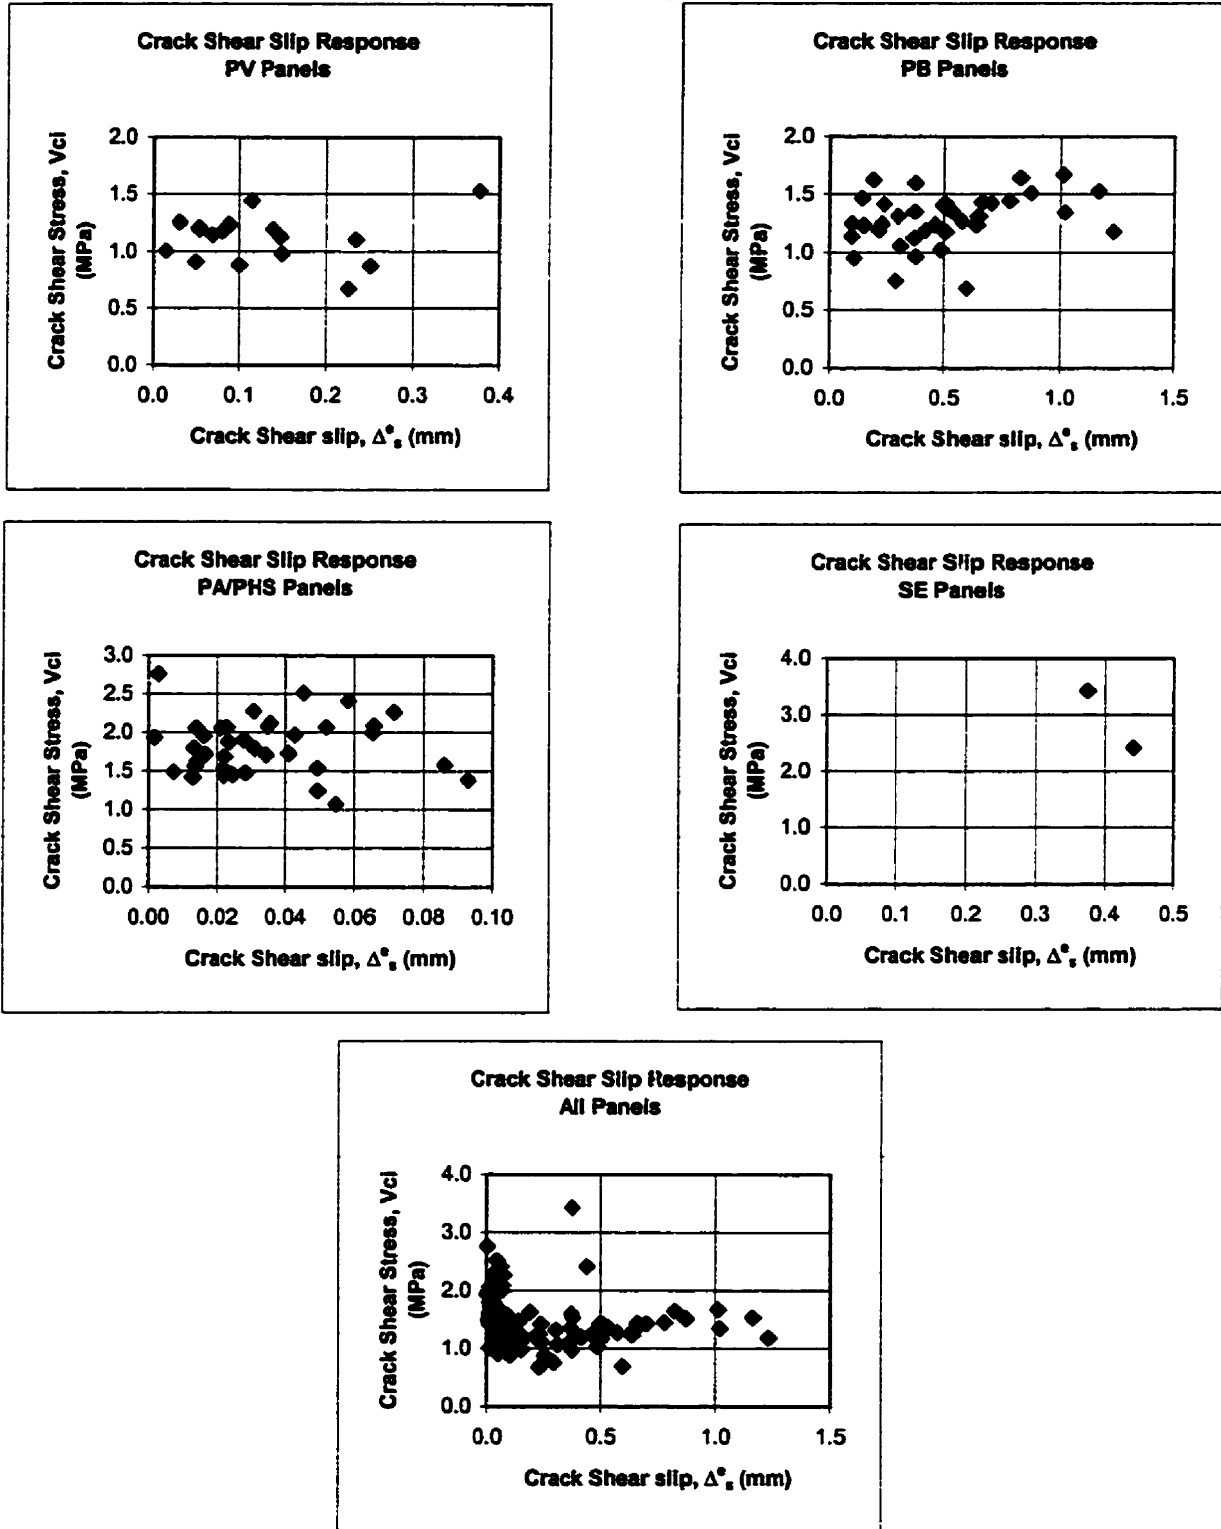 Crack Shear Slip Response
PV Panels
Crack Shear Stress, Vci
(MPa)
2.0
1.5
1.0
0.5
0.0
0.0 0.1 0.2 0.3 0.4
Crack Shear slip, Δᵉₛ (mm)
Crack Shear Slip Response
PB Panels
Crack Shear Stress, Vci
(MPa)
2.0
1.5
1.0
0.5
0.0
0.0 0.5 1.0 1.5
Crack Shear slip, Δᵉₛ (mm)
Crack Shear Slip Response
PA/PHS Panels
Crack Shear Stress, Vci
(MPa)
3.0
2.5
2.0
1.5
1.0
0.5
0.0
0.00 0.02 0.04 0.06 0.08 0.10
Crack Shear slip, Δᵉₛ (mm)
Crack Shear Slip Response
SE Panels
Crack Shear Stress, Vci
(MPa)
4.0
3.0
2.0
1.0
0.0
0.0 0.1 0.2 0.3 0.4 0.5
Crack Shear slip, Δᵉₛ (mm)
Crack Shear Slip Response
All Panels
Crack Shear Stress, Vci
(MPa)
4.0
3.0
2.0
1.0
0.0
0.0 0.5 1.0 1.5
Crack Shear slip, Δᵉₛ (mm)